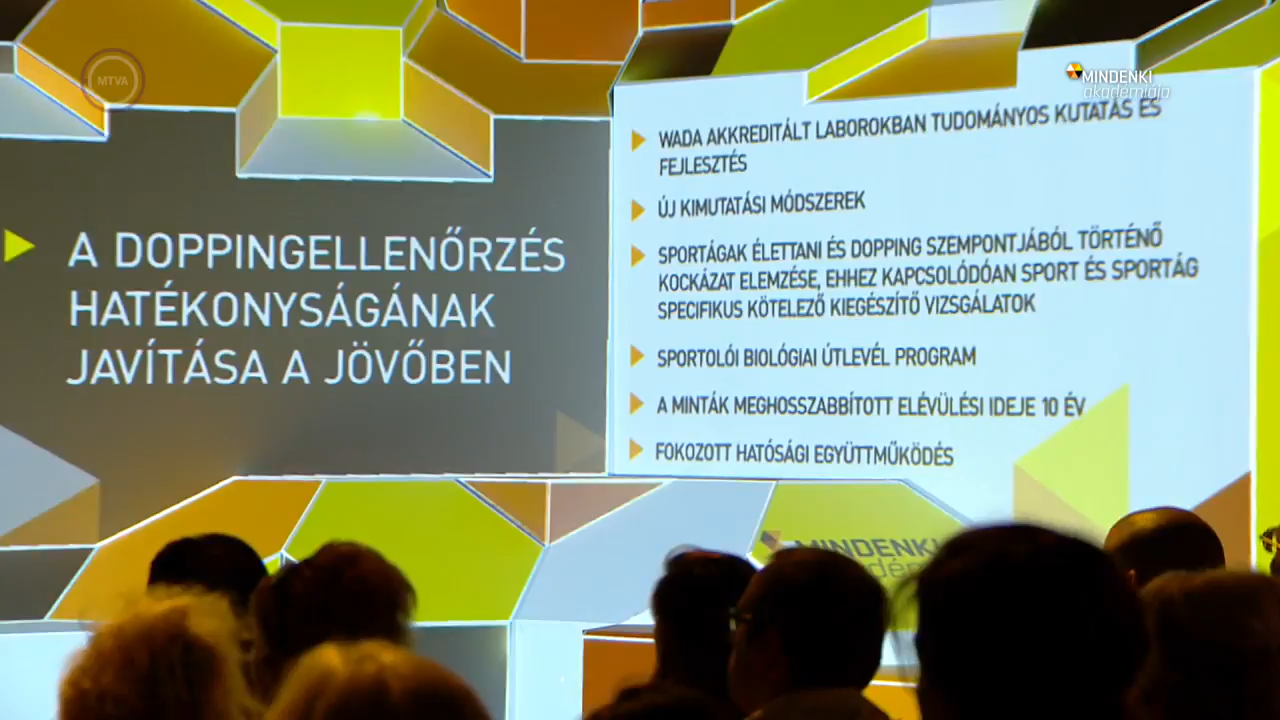 MTVA
MINDENKI
akadémiája
A DOPPINGELLENŐRZÉS
HATÉKONYSÁGÁNAK
JAVÍTÁSA A JÖVŐBEN
WADA AKKREDITÁLT LABOROKBAN TUDOMÁNYOS KUTATÁS ÉS
FEJLESZTÉS
ÚJ KIMUTATÁSI MÓDSZEREK
SPORTÁGAK ÉLETTANI ÉS DOPPING SZEMPONTJÁBÓL TÖRTÉNŐ
KOCKÁZAT ELEMZÉSE, EHHEZ KAPCSOLÓDÓAN SPORT ÉS SPORTÁG
SPECIFIKUS KÖTELEZŐ KIEGÉSZÍTŐ VIZSGÁLATOK
SPORTOLÓI BIOLÓGIAI ÚTLEVÉL PROGRAM
A MINTÁK MEGHOSSZABBÍTOTT ELÉVÜLÉSI IDEJE 10 ÉV
FOKOZOTT HATÓSÁGI EGYÜTTMŰKÖDÉS
MINDENKI